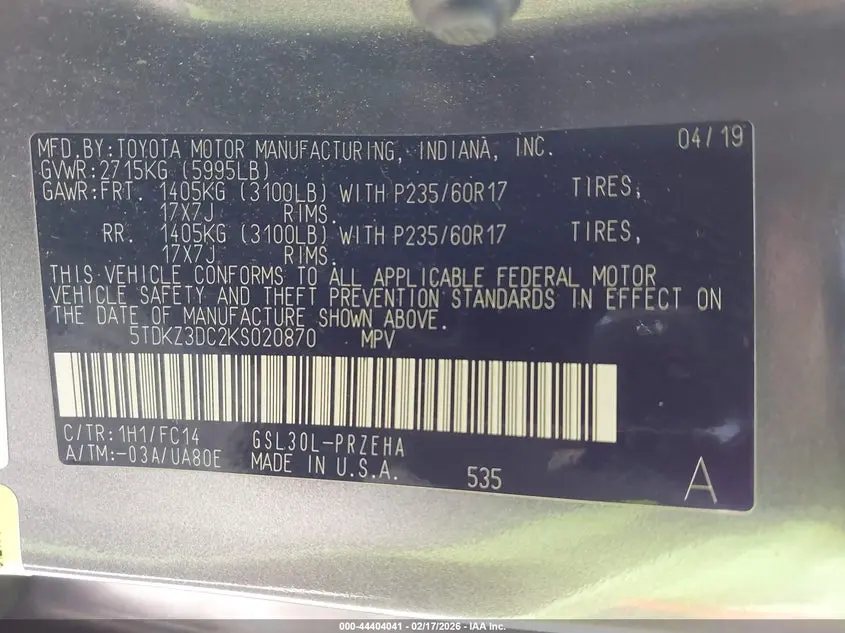 MFD.BY:TOYOTA MOTOR MANUFACTURING, INDIANA, INC. 04/19
GVWR:2715KG (5995LB)
GAWR:FRT. 1405KG (3100LB) WITH P235/60R17 TIRES,
17X7J RIMS.
RR. 1405KG (3100LB) WITH P235/60R17 TIRES,
17X7J RIMS.
THIS VEHICLE CONFORMS TO ALL APPLICABLE FEDERAL MOTOR
VEHICLE SAFETY AND THEFT PREVENTION STANDARDS IN EFFECT ON
THE DATE OF MANUFACTURE SHOWN ABOVE.
5TDKZ3DC2KS020870 MPV
C/TR:1H1/FC14 GSL30L-PRZEHA
A/TM:-03A/UA80E MADE IN U.S.A. 535 A
000-44404041 - 02/17/2026 - IAA Inc.